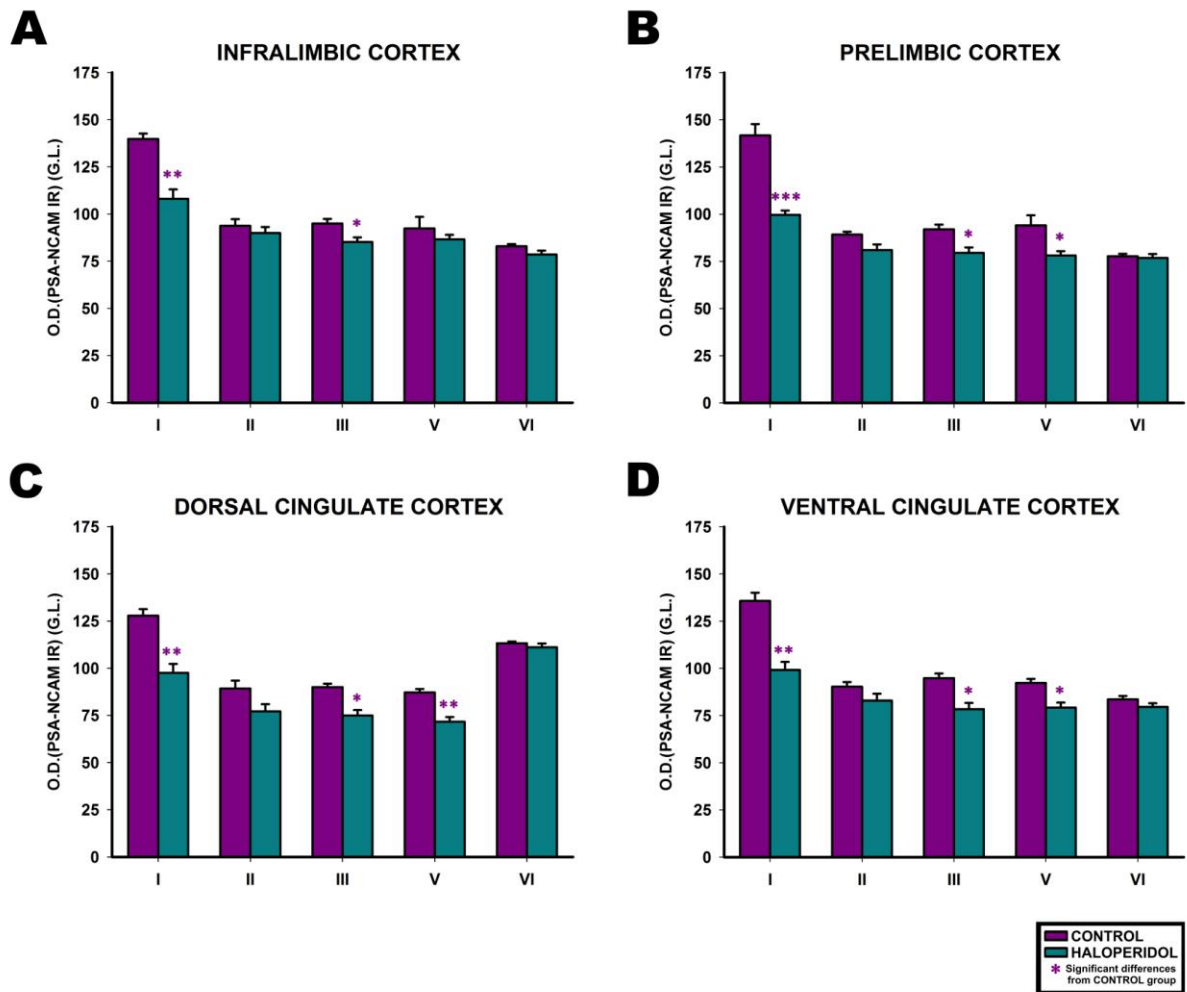 A
INFRALIMBIC CORTEX
O.D.(PSA-NCAM IR) (G.L.)
175
150
125
100
75
50
25
0
**
*
I II III V VI
B
PRELIMBIC CORTEX
O.D.(PSA-NCAM IR) (G.L.)
175
150
125
100
75
50
25
0
***
*
*
I II III V VI
C
DORSAL CINGULATE CORTEX
O.D.(PSA-NCAM IR) (G.L.)
175
150
125
100
75
50
25
0
**
*
**
I II III V VI
D
VENTRAL CINGULATE CORTEX
O.D.(PSA-NCAM IR) (G.L.)
175
150
125
100
75
50
25
0
**
*
*
I II III V VI
CONTROL
HALOPERIDOL
* Significant differences
from CONTROL group